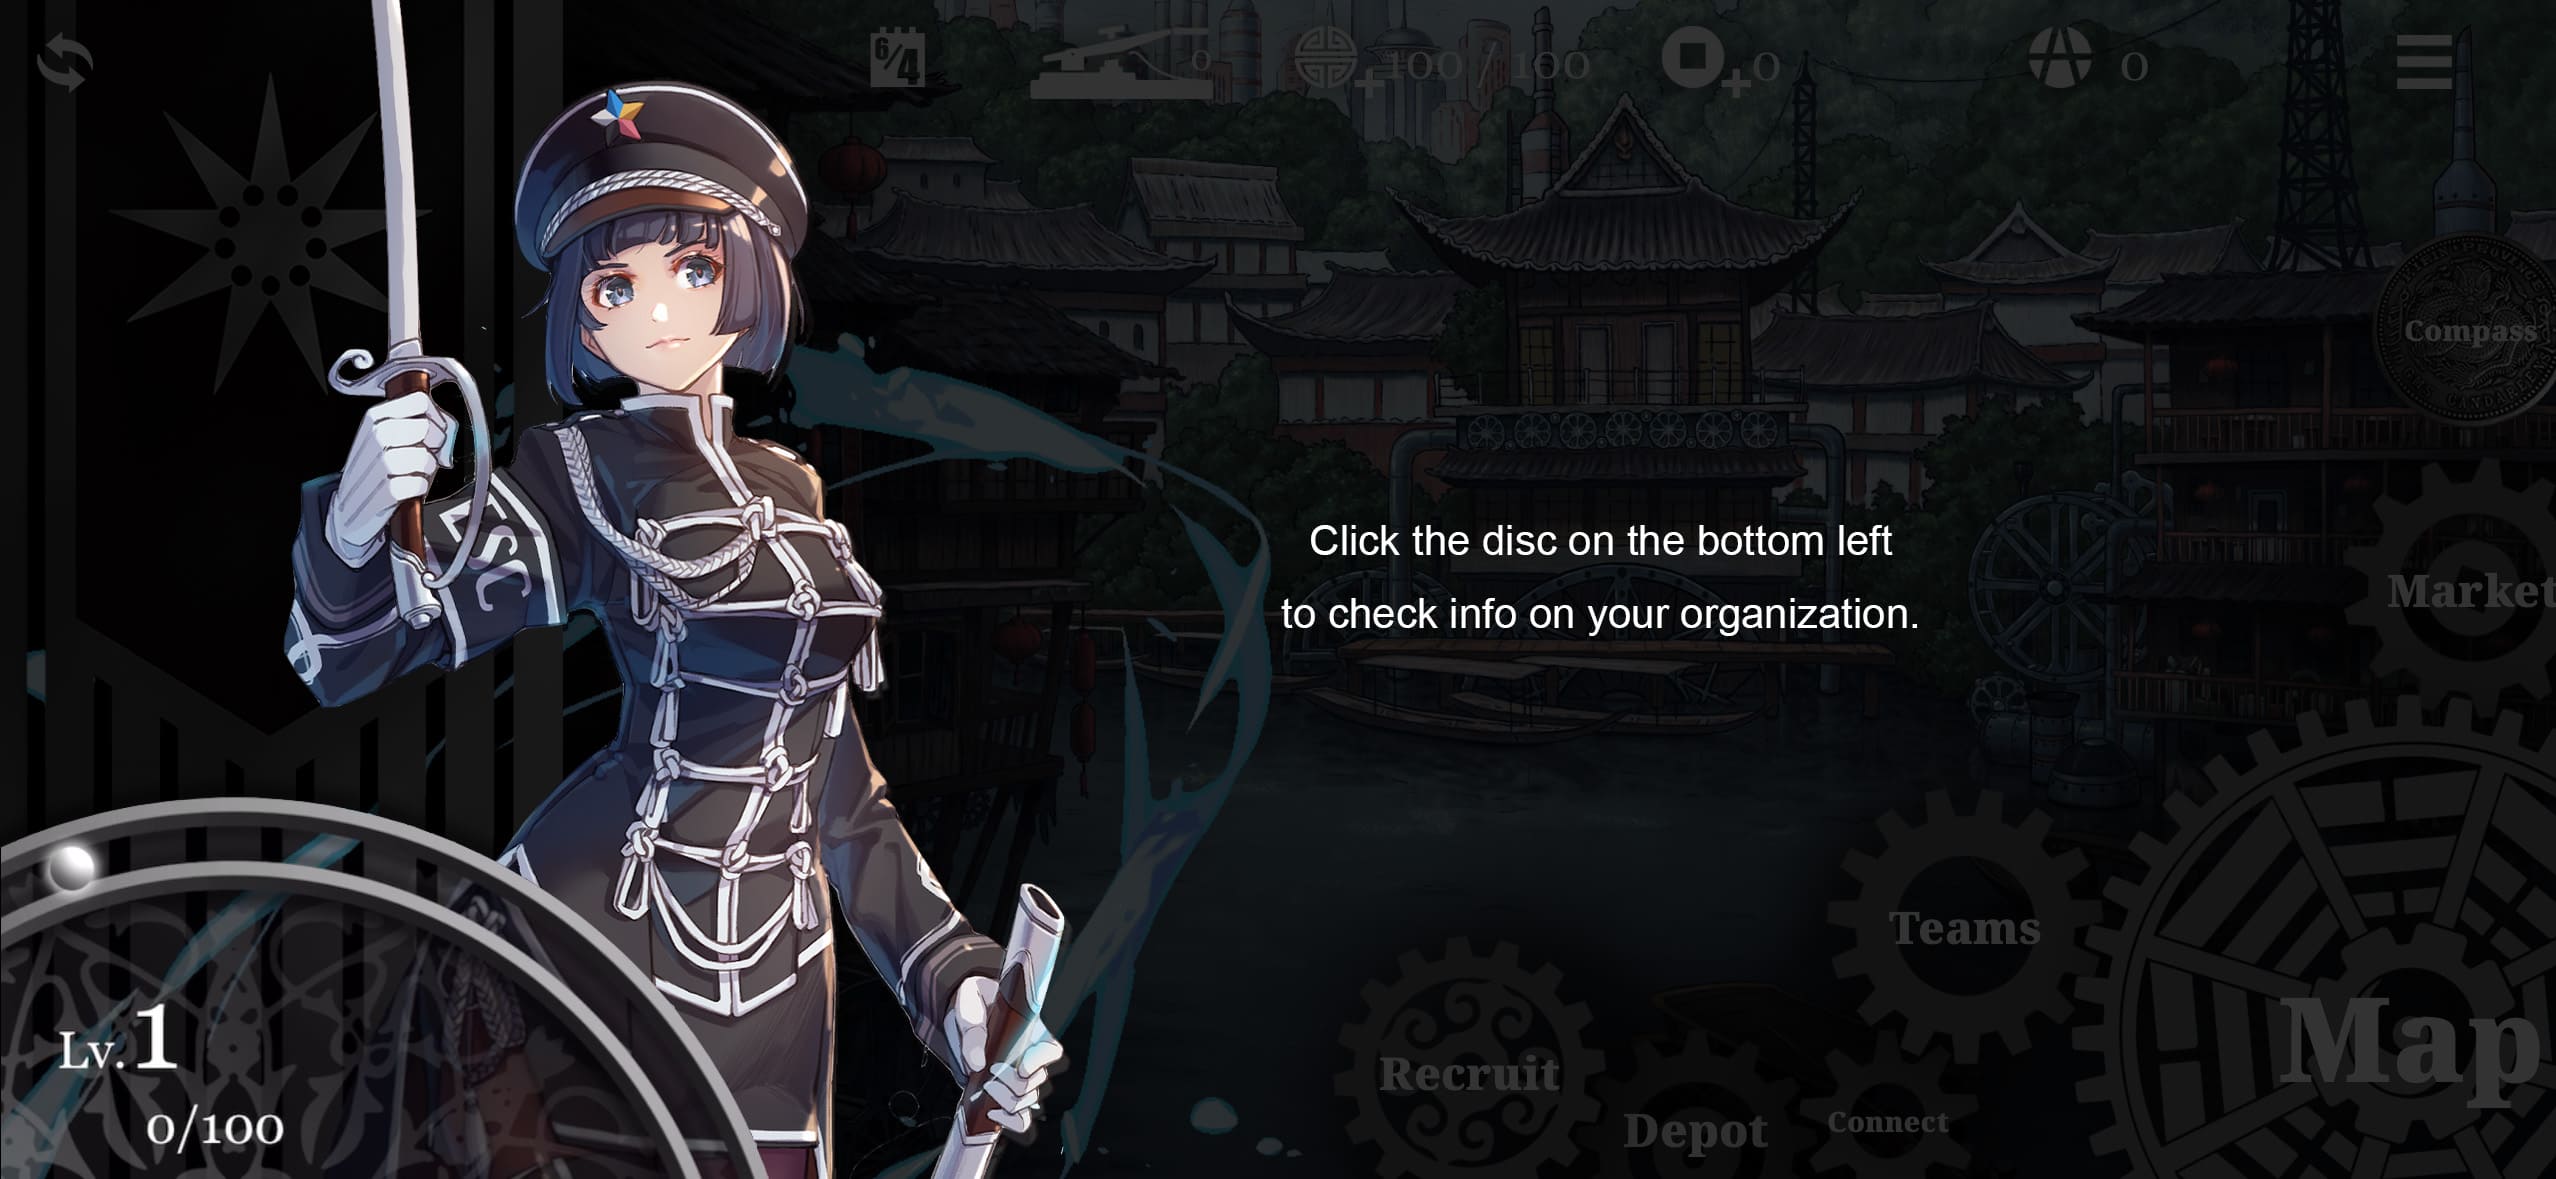 6/4
0
100 / 100
0
0
Compass
ESC
Click the disc on the bottom left
to check info on your organization.
Market
Teams
Map
Recruit
Depot
Connect
Lv. 1
0/100